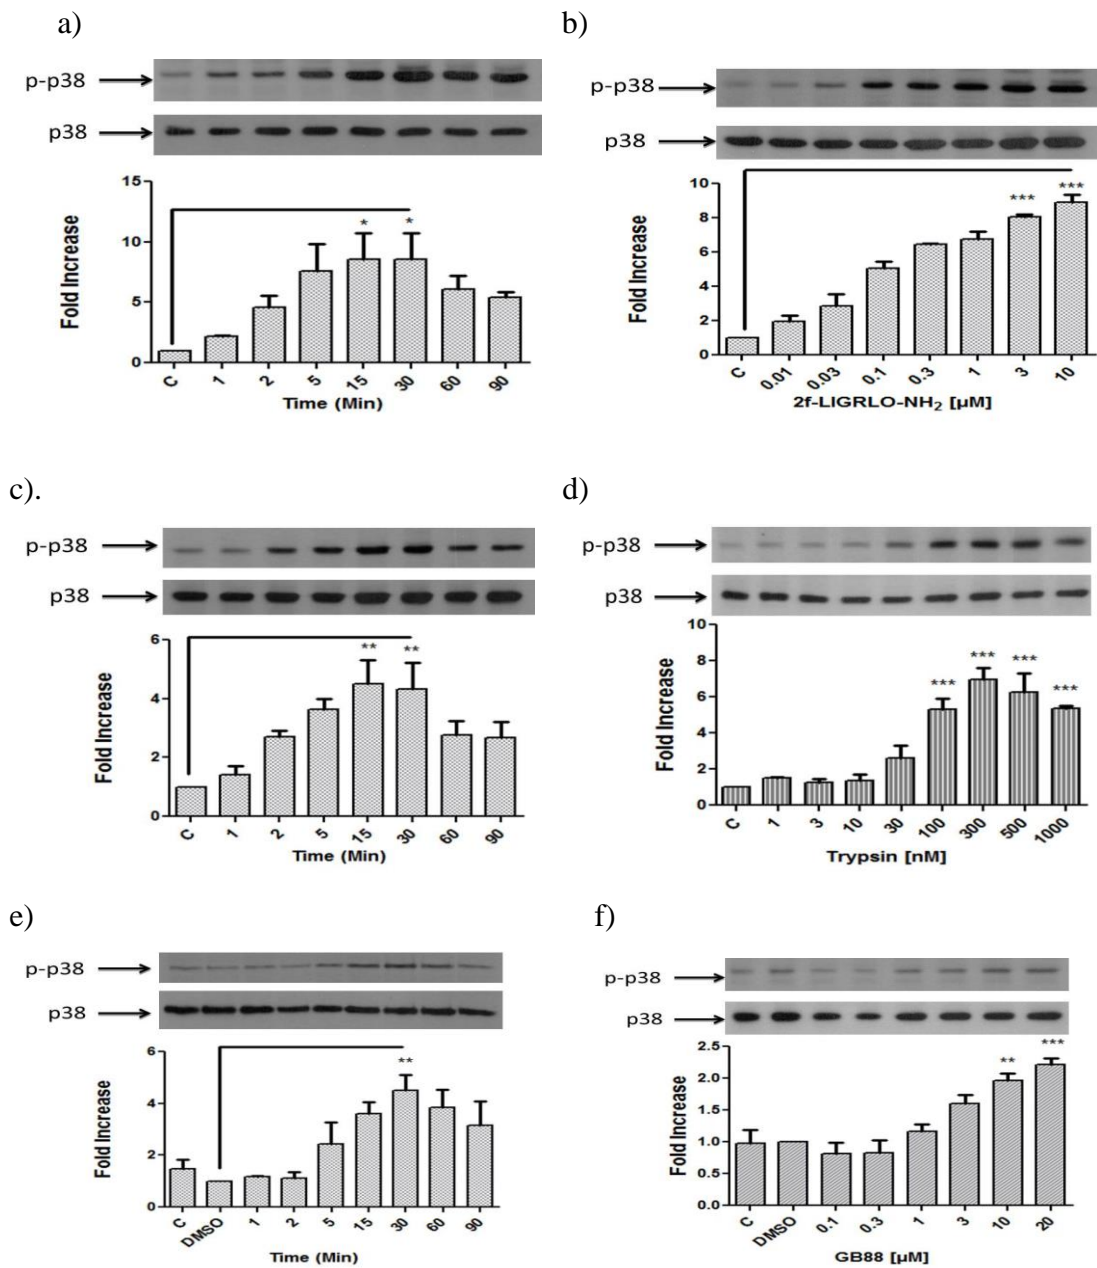 a)
p-p38
p38
15
10
5
0
Fold Increase
* *
C 1 2 5 15 30 60 90
Time (Min)
b)
p-p38
p38
10
8
6
4
2
0
Fold Increase
*** ***
C 0.01 0.03 0.1 0.3 1 3 10
2f-LIGRLO-NH₂ [µM]
c).
p-p38
p38
6
4
2
0
Fold Increase
** **
C 1 2 5 15 30 60 90
Time (Min)
d)
p-p38
p38
10
8
6
4
2
0
Fold Increase
*** *** *** ***
C 1 3 10 30 100 300 500 1000
Trypsin [nM]
e)
p-p38
p38
6
4
2
0
Fold Increase
**
C DMSO 1 2 5 15 30 60 90
Time (Min)
f)
p-p38
p38
2.5
2.0
1.5
1.0
0.5
0.0
Fold Increase
** ***
C DMSO 0.1 0.3 1 3 10 20
GB88 [µM]